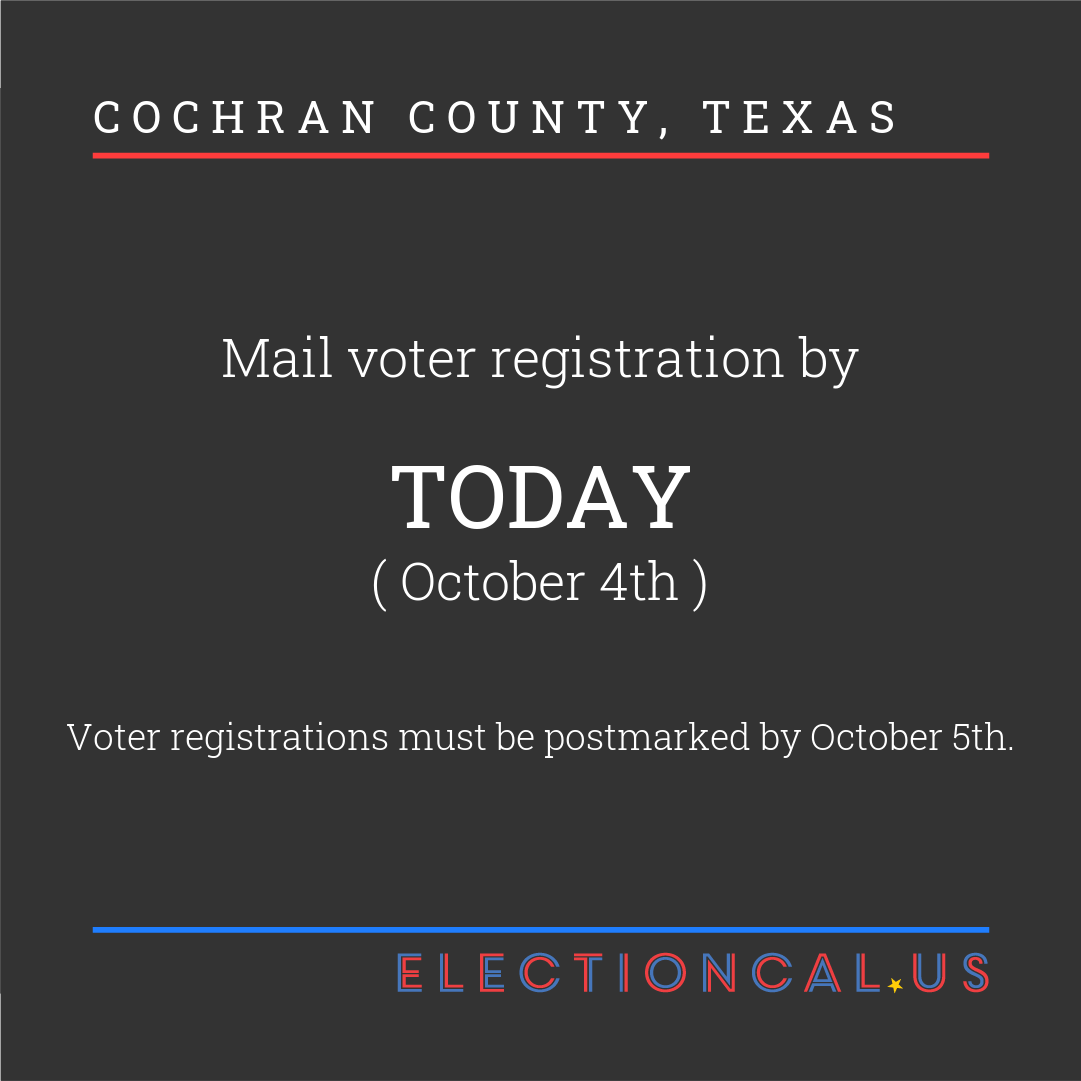 COCHRAN COUNTY, TEXAS
Mail voter registration by
TODAY
( October 4th )
Voter registrations must be postmarked by October 5th.
ELECTIONCAL.US